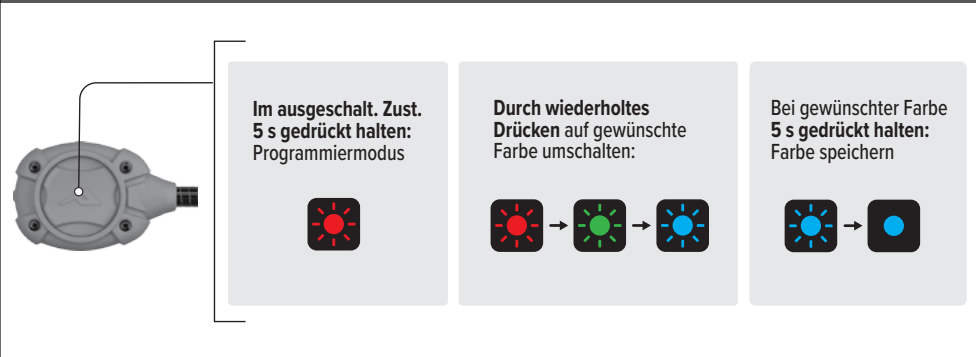 Im ausgeschalt. Zust.
5 s gedrückt halten:
Programmiermodus
Durch wiederholtes
Drücken auf gewünschte
Farbe umschalten:
Bei gewünschter Farbe
5 s gedrückt halten:
Farbe speichern